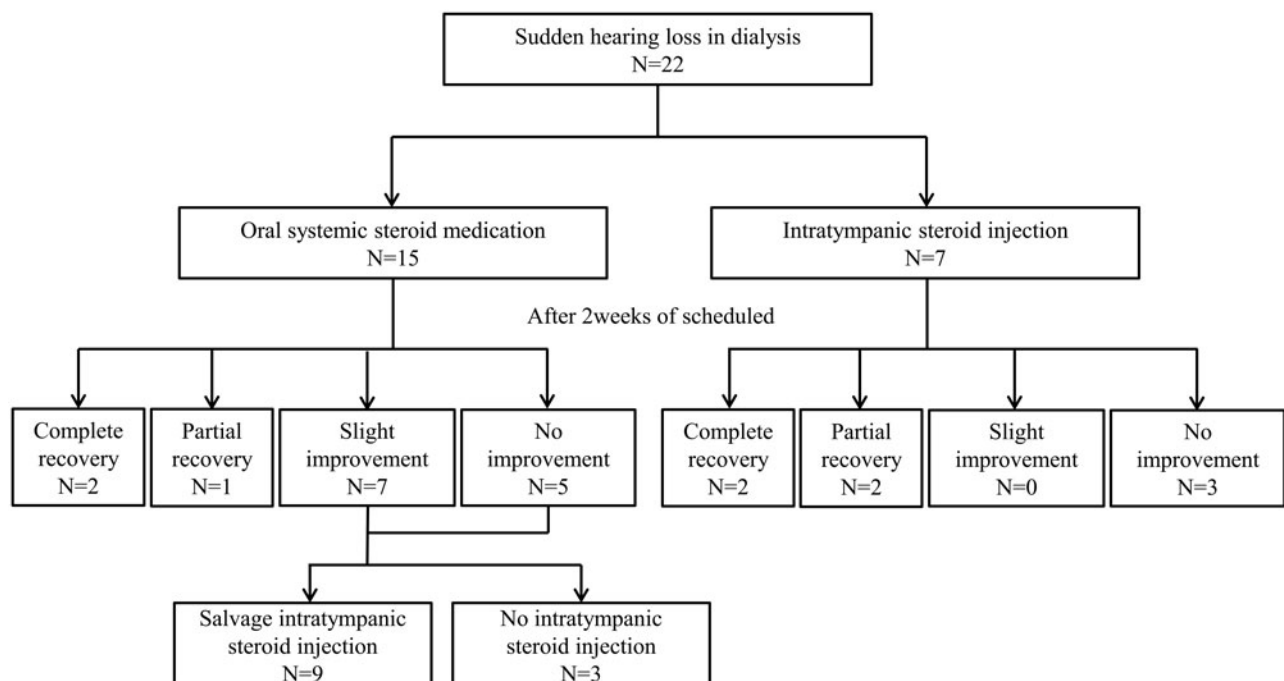 Sudden hearing loss in dialysis
N=22
Oral systemic steroid medication
N=15
Intratympanic steroid injection
N=7
After 2weeks of scheduled
Complete
recovery
N=2
Partial
recovery
N=1
Slight
improvement
N=7
No
improvement
N=5
Complete
recovery
N=2
Partial
recovery
N=2
Slight
improvement
N=0
No
improvement
N=3
Salvage intratympanic
steroid injection
N=9
No intratympanic
steroid injection
N=3